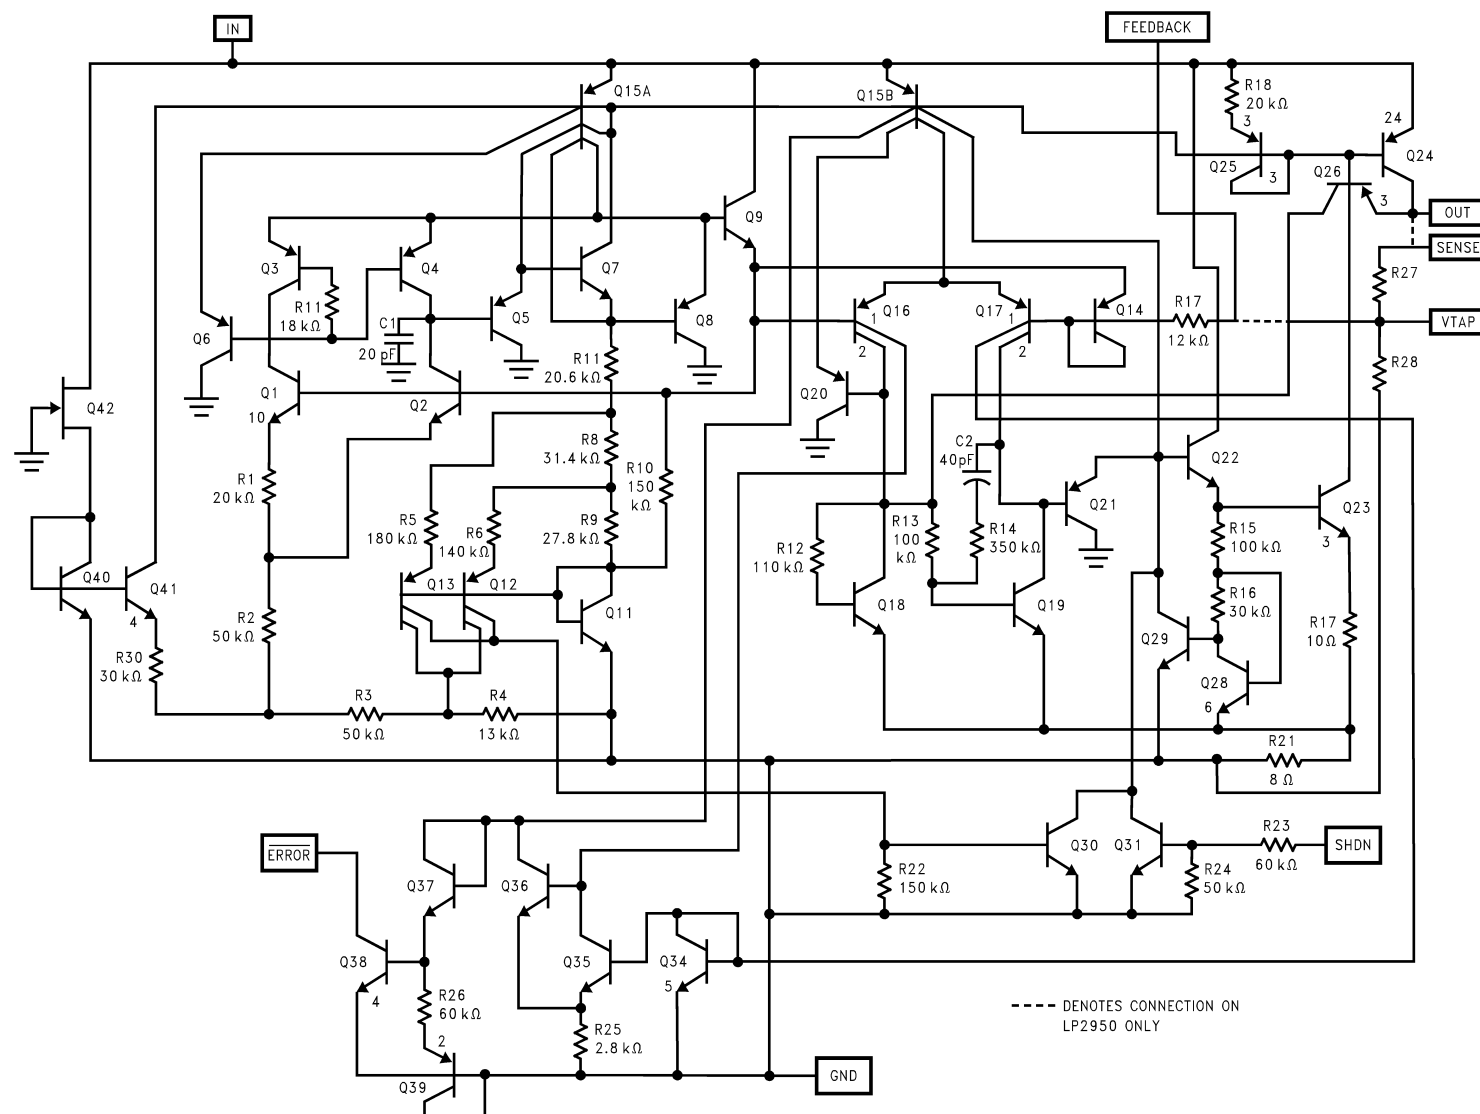 IN
FEEDBACK
Q15A
Q15B
R18
20 kΩ
3
24
Q25
3
Q26
Q24
3
OUT
SENSE
Q9
Q3
Q4
Q7
R11
18 kΩ
C1
20 pF
Q5
Q6
Q8
Q16
1
2
Q17
1
2
Q14
R17
12 kΩ
R27
VTAP
R28
R11
20.6 kΩ
Q42
Q1
10
Q2
Q20
R8
31.4 kΩ
R10
150
kΩ
C2
40pF
Q21
Q22
Q23
3
R1
20 kΩ
R5
180 kΩ
R6
140 kΩ
R9
27.8 kΩ
R12
110 kΩ
R13
100
kΩ
R14
350 kΩ
R15
100 kΩ
Q40
Q41
4
Q13
Q12
Q11
Q18
Q19
R16
30 kΩ
R2
50 kΩ
Q29
R17
10Ω
R30
30 kΩ
Q28
6
R3
50 kΩ
R4
13 kΩ
R21
8 Ω
ERROR
Q30
Q31
R23
60 kΩ
SHDN
R22
150 kΩ
R24
50 kΩ
Q37
Q36
Q38
4
Q35
Q34
5
R26
60 kΩ
R25
2.8 kΩ
2
Q39
GND
DENOTES CONNECTION ON
LP2950 ONLY